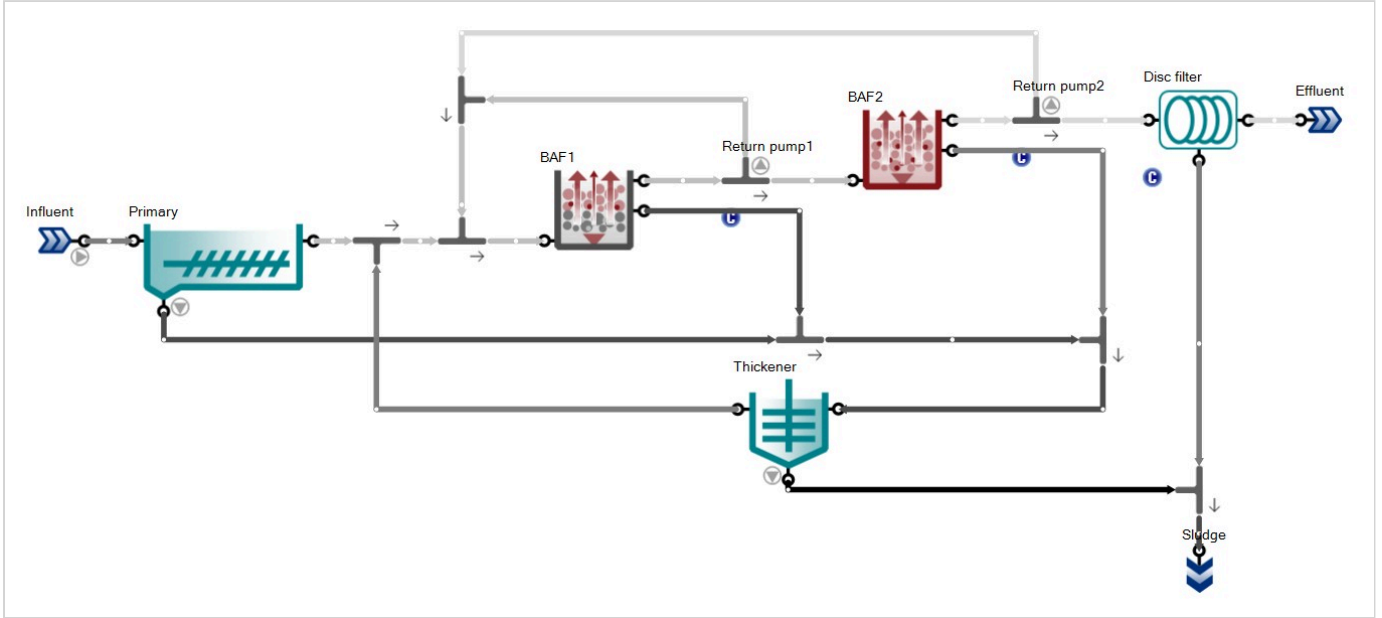 Return pump2
Disc filter
Effluent
BAF2
Return pump1
BAF1
C
C
Influent
Primary
C
Thickener
Sludge